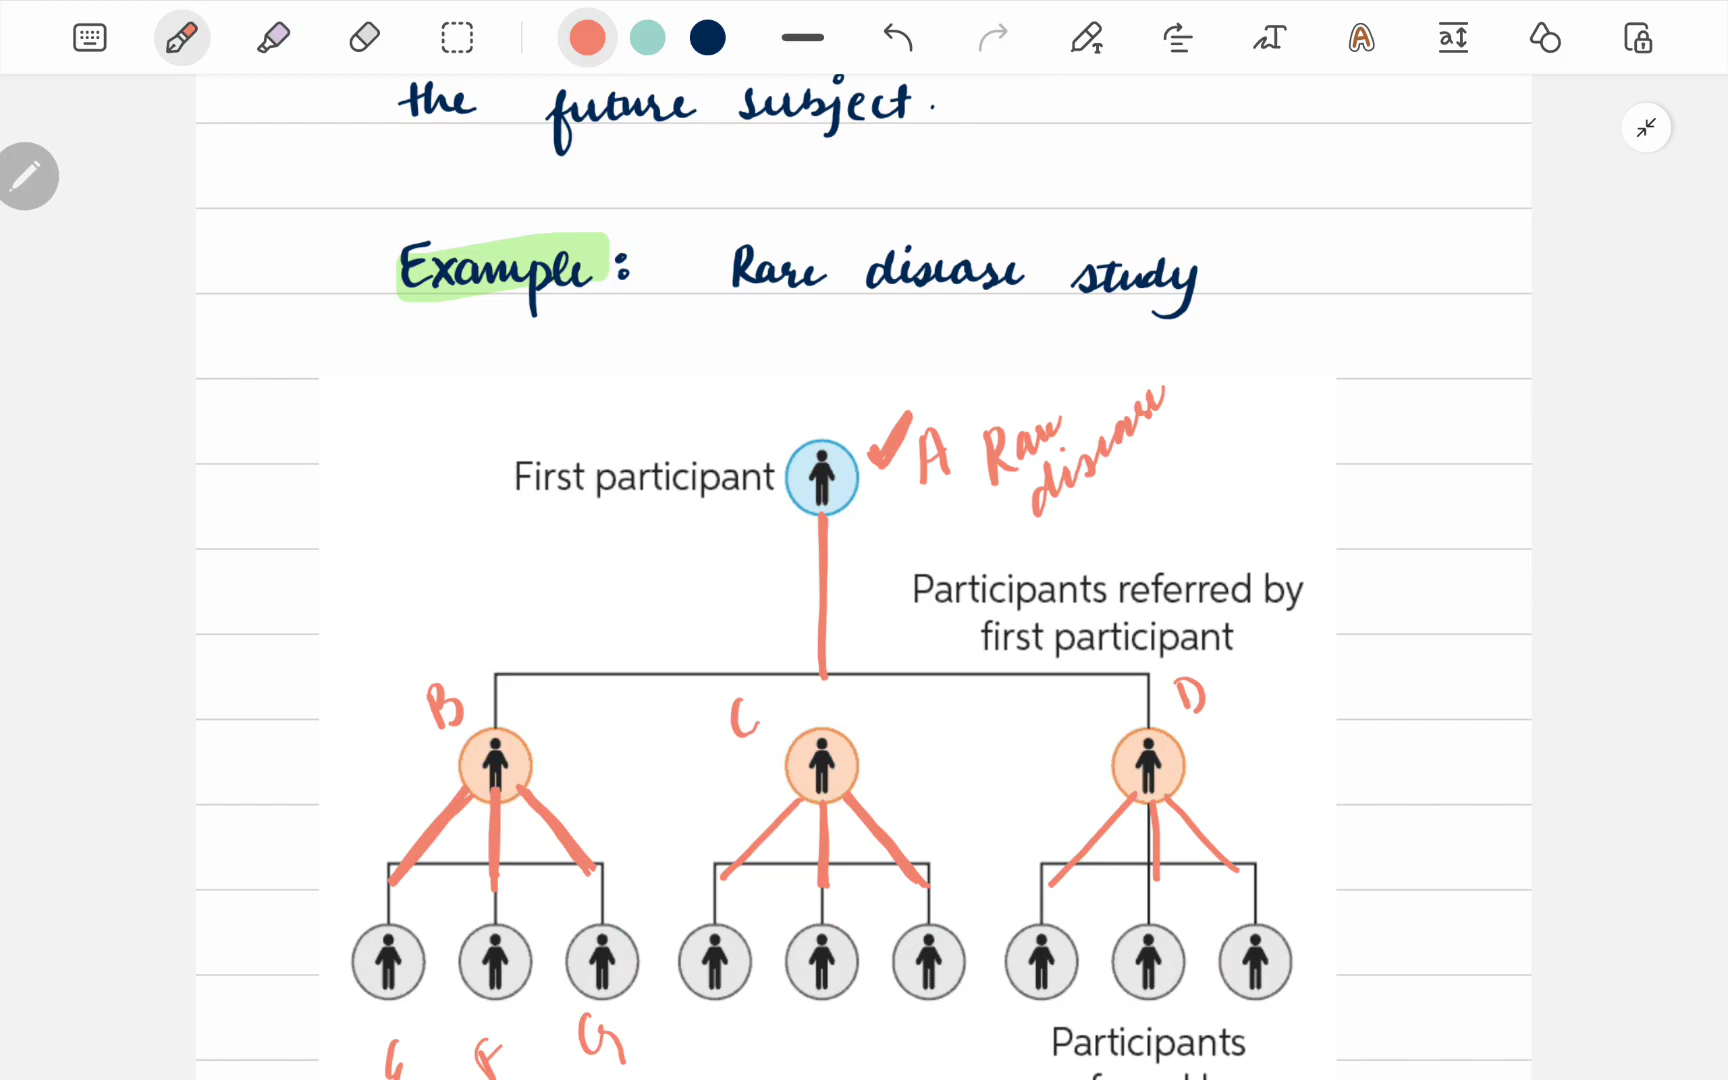 the future subject.
Example: Rare disease study
A Rare disease
First participant
Participants referred by
first participant
B
C
D
G
E F
Participants